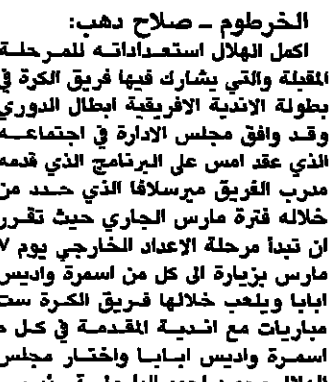 الخرطوم ـ صلاح دهب:
اكمل الهلال استعداداته للمرحلة
المقبلة والتي يشارك فيها فريق الكرة في
بطولة الاندية الافريقية ابطال الدوري
وقد وافق مجلس الادارة في اجتماعه
الذي عقد امس على البرنامج الذي قدمه
مدرب الفريق ميرسلافا الذي حدد من
خلاله فترة مارس الجاري حيث تقرر
ان تبدأ مرحلة الاعداد الخارجي يوم ٧
مارس بزيارة الى كل من اسمرة واديس
ابابا ويلعب خلالها فريق الكرة ست
مباريات مع اندية المقدمة في كل
اسمرة واديس ابابا واختار مجلس